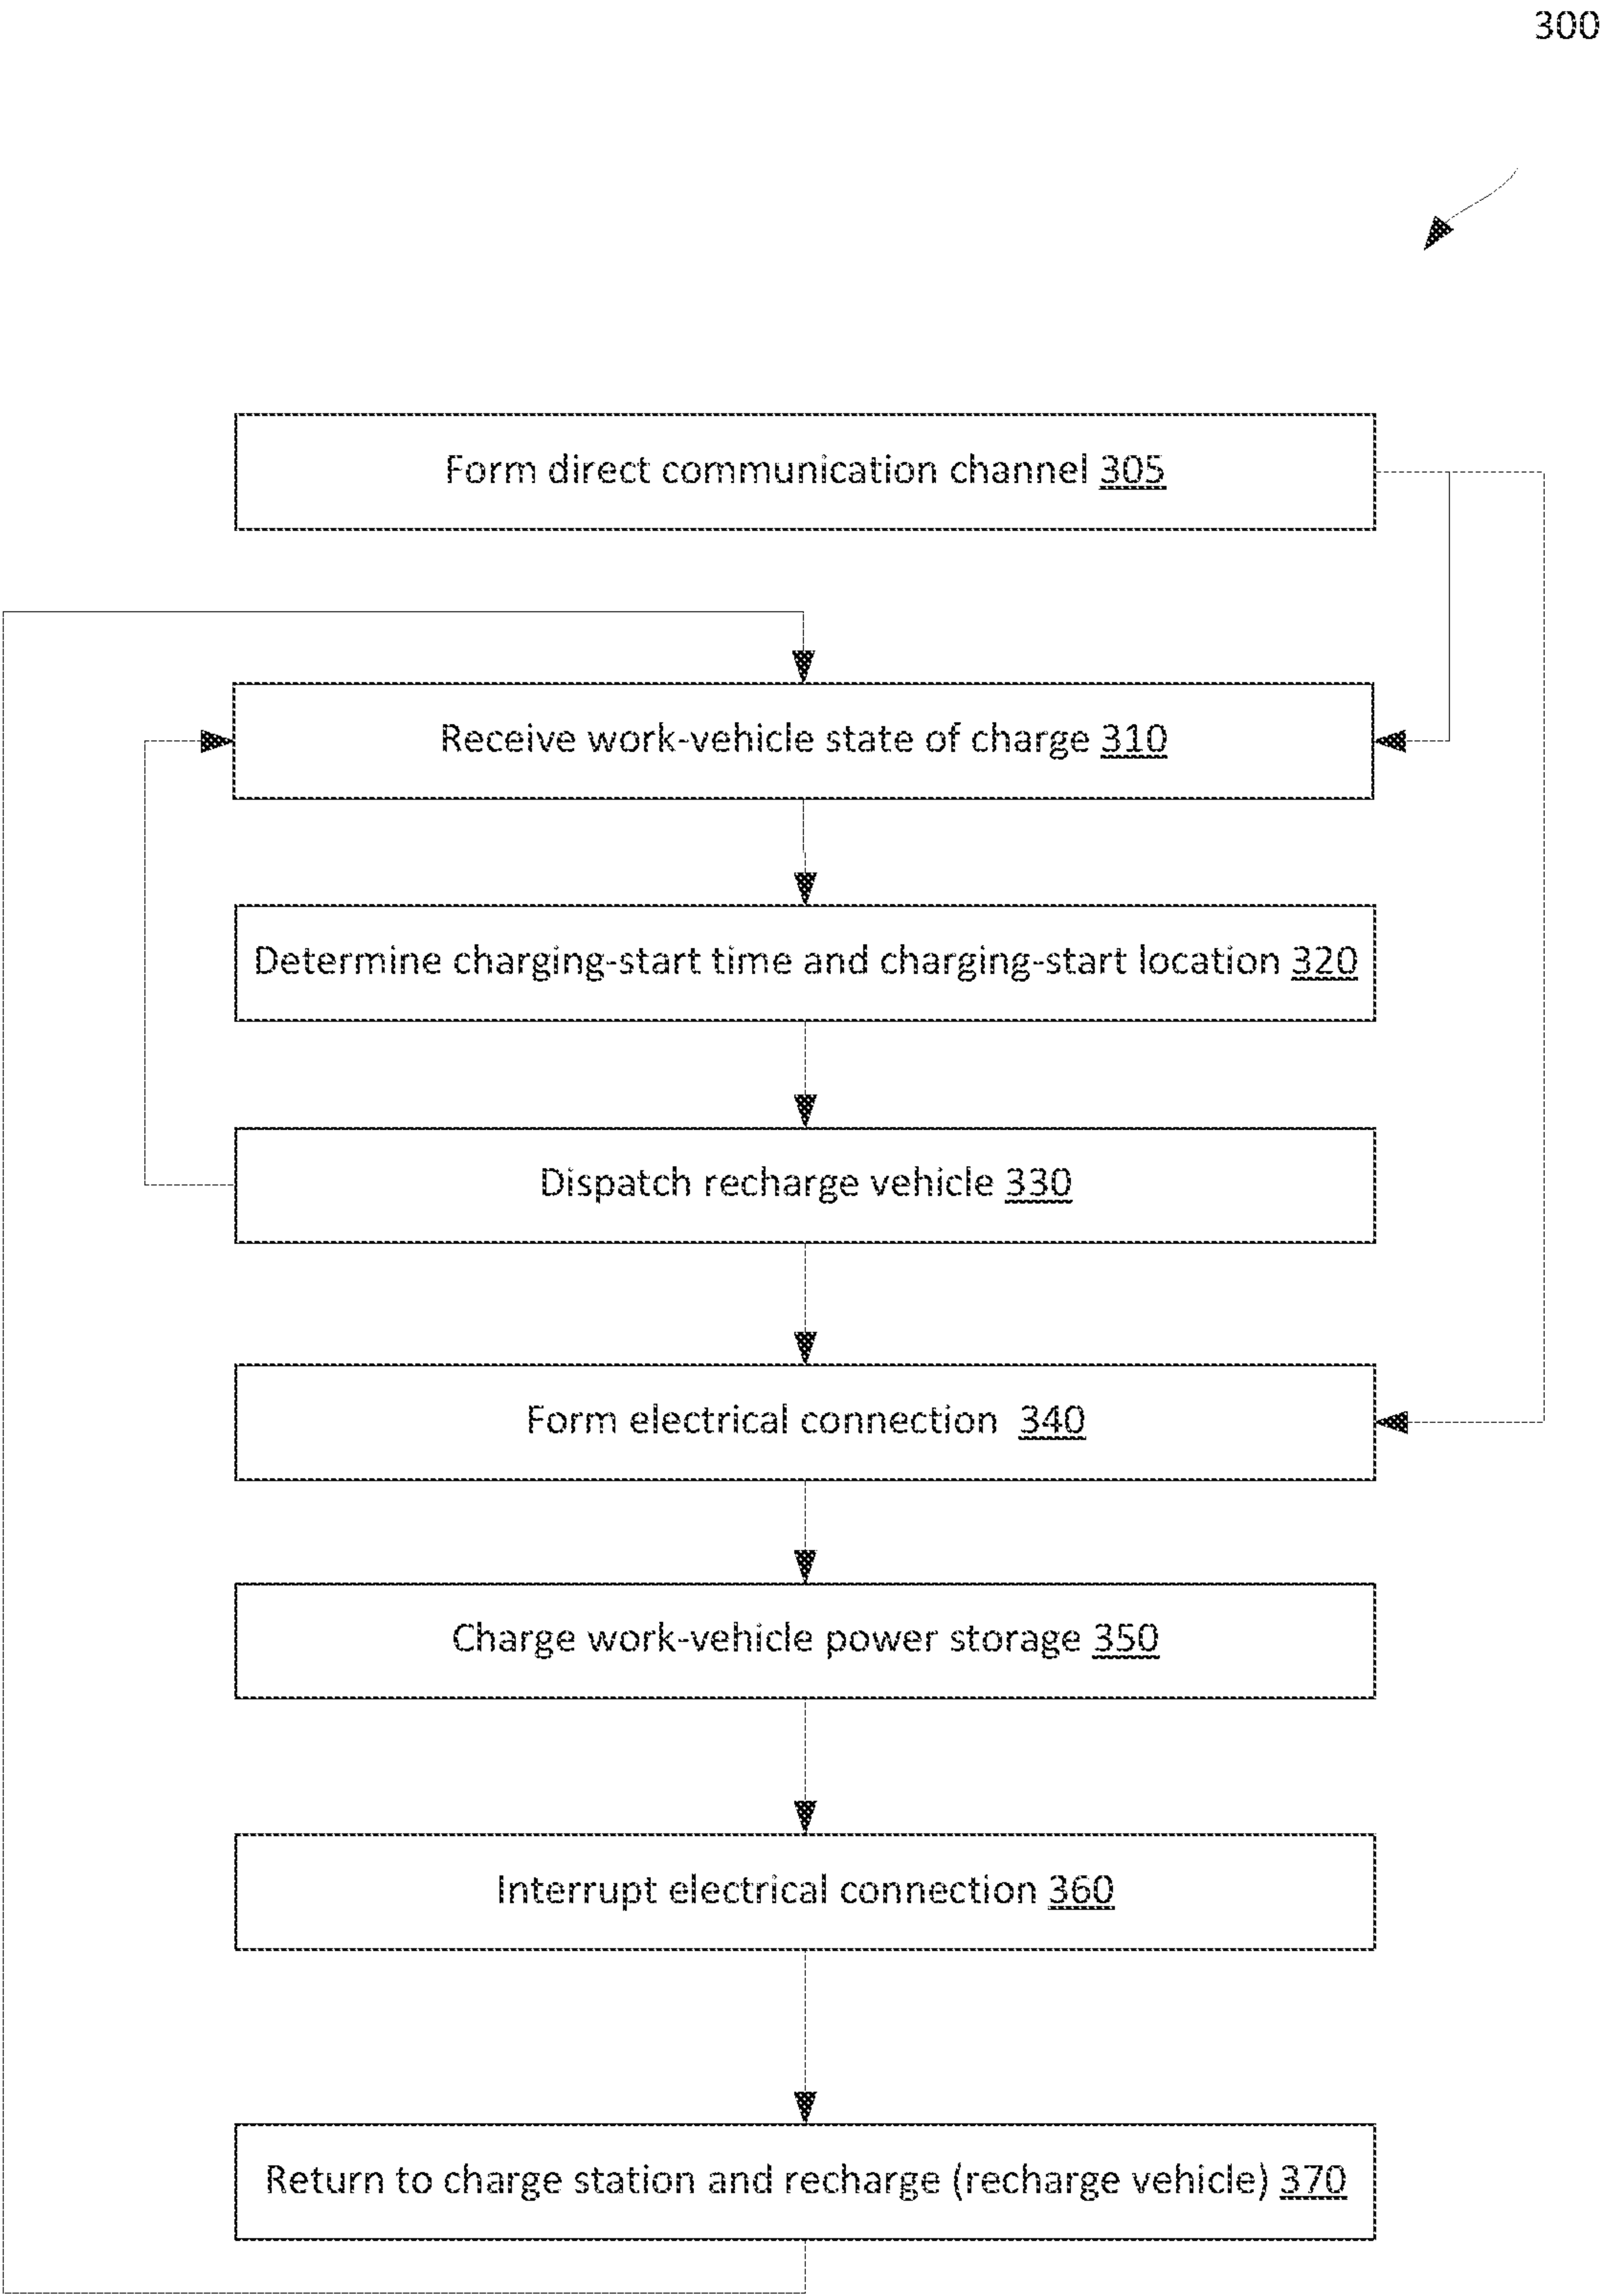 300
Form direct communication channel 305
Receive work-vehicle state of charge 310
Determine charging-start time and charging-start location 320
Dispatch recharge vehicle 330
Form electrical connection 340
Charge work-vehicle power storage 350
Interrupt electrical connection 360
Return to charge station and recharge (recharge vehicle) 370